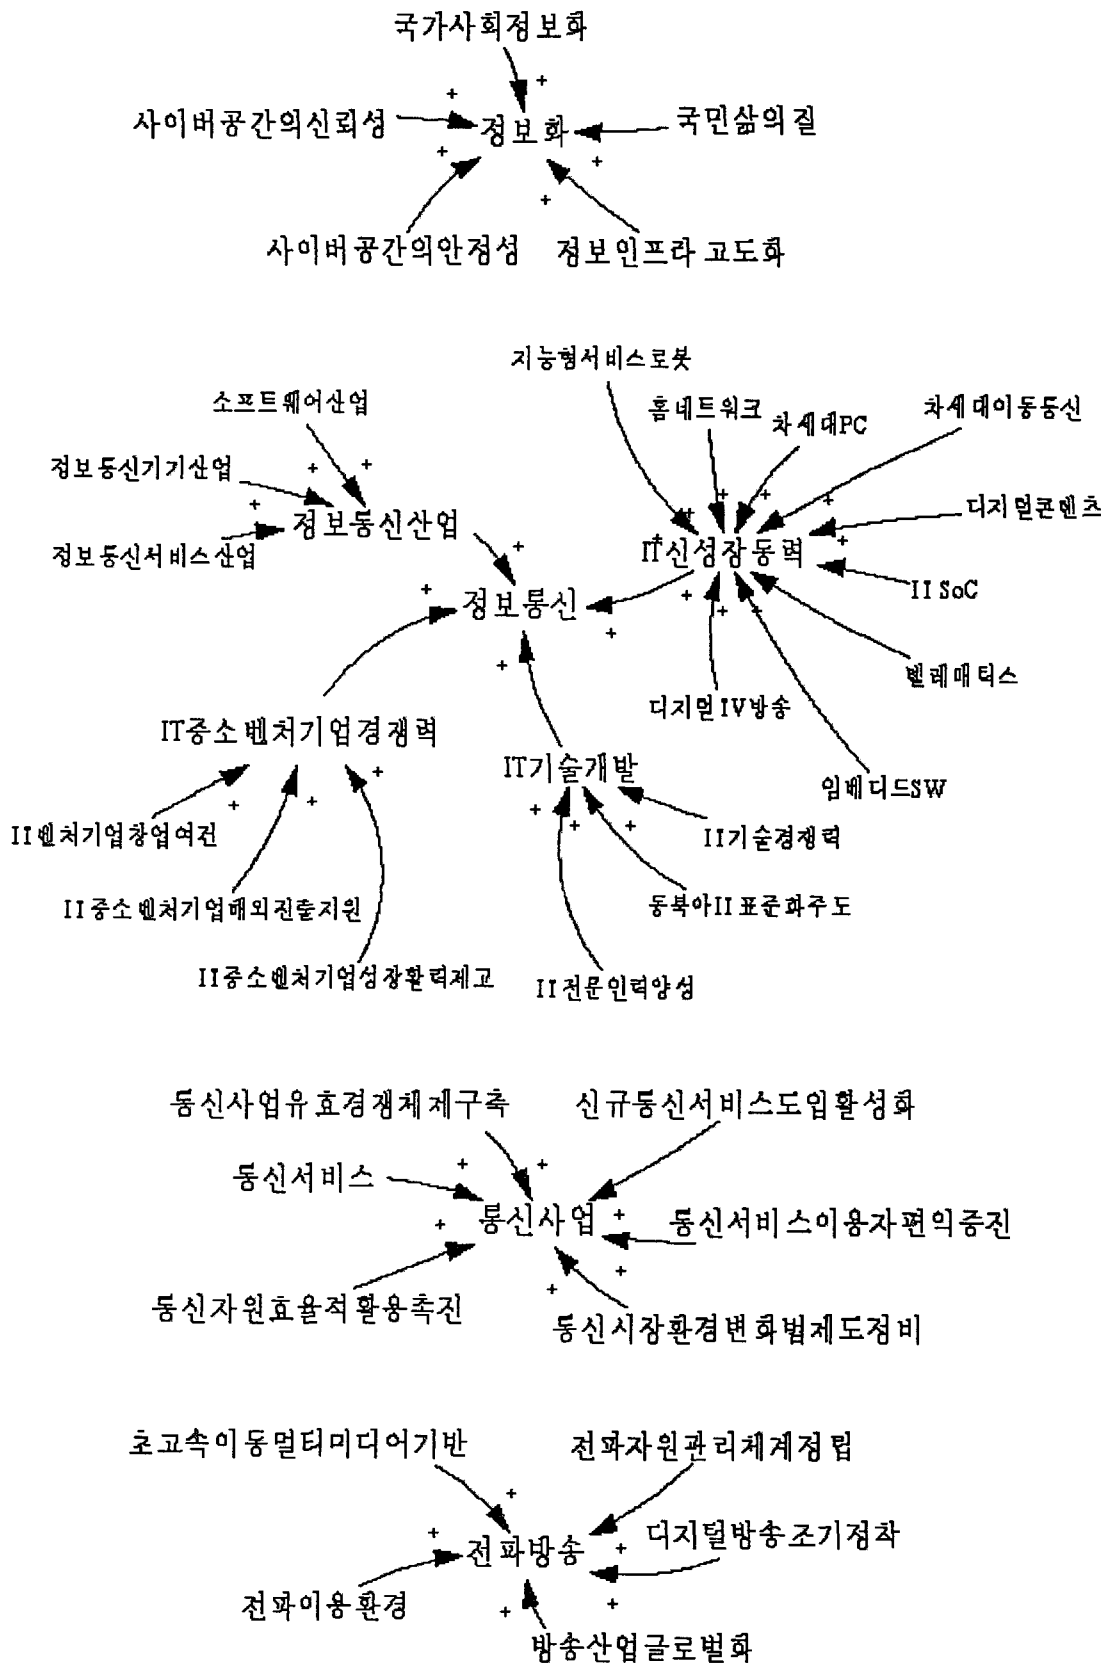 국가사회정보화
사이버공간의신뢰성
정보화
국민삶의질
사이버공간의안정성
정보인프라 고도화
지능형서비스로봇
소프트웨어산업
홈네트워크
차세대PC
차세대이동통신
정보통신기기산업
디지털콘텐츠
정보통신산업
정보통신서비스산업
IT신성장동력
IT SoC
정보통신
텔레매틱스
디지털TV방송
IT중소벤처기업경쟁력
IT기술개발
임베디드SW
IT벤처기업창업여건
IT기술경쟁력
IT중소벤처기업해외진출지원
동북아IT표준화주도
IT중소벤처기업성장활력제고
IT전문인력양성
통신사업유효경쟁체제구축
신규통신서비스도입활성화
통신서비스
통신사업
통신서비스이용자편익증진
통신자원효율적활용촉진
통신시장환경변화법제도정비
초고속이동멀티미디어기반
전파자원관리체계정립
디지털방송조기정착
전파방송
전파이용환경
방송산업글로벌화